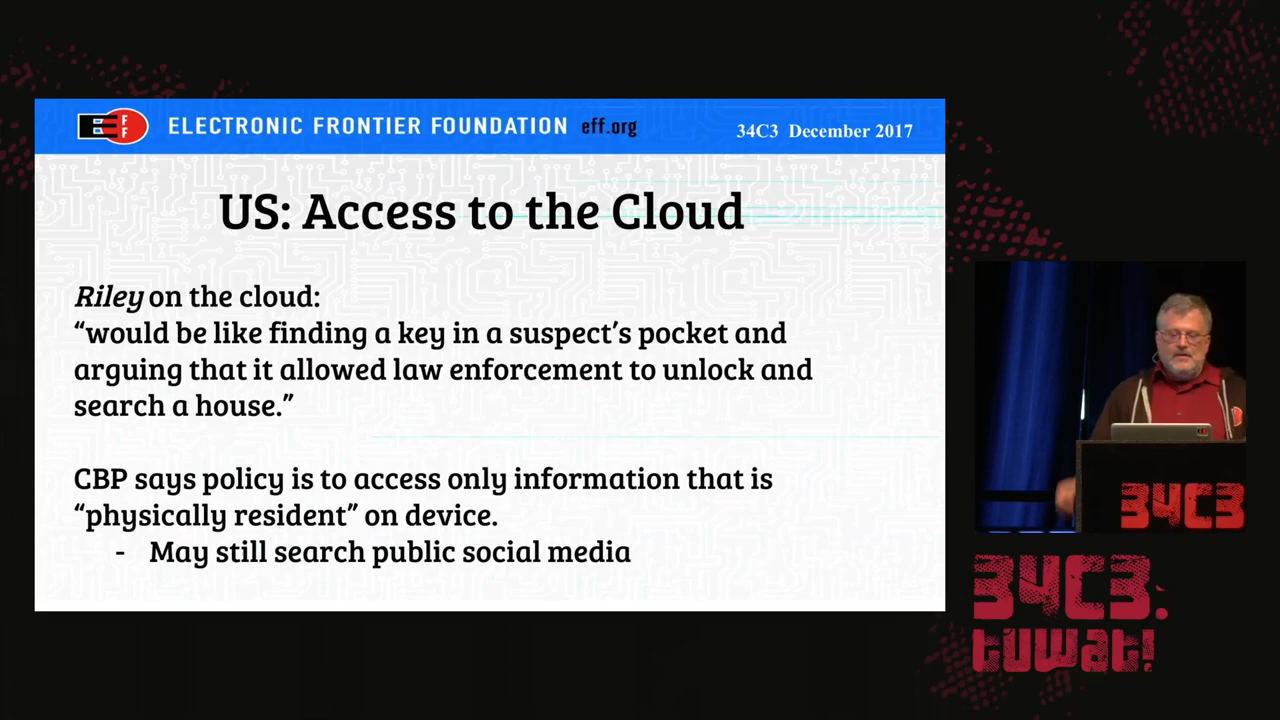 EFF
ELECTRONIC FRONTIER FOUNDATION eff.org
34C3 December 2017
US: Access to the Cloud
Riley on the cloud:
“would be like finding a key in a suspect’s pocket and
arguing that it allowed law enforcement to unlock and
search a house.”
CBP says policy is to access only information that is
“physically resident” on device.
- May still search public social media
34C3
34C3.
tuwat!